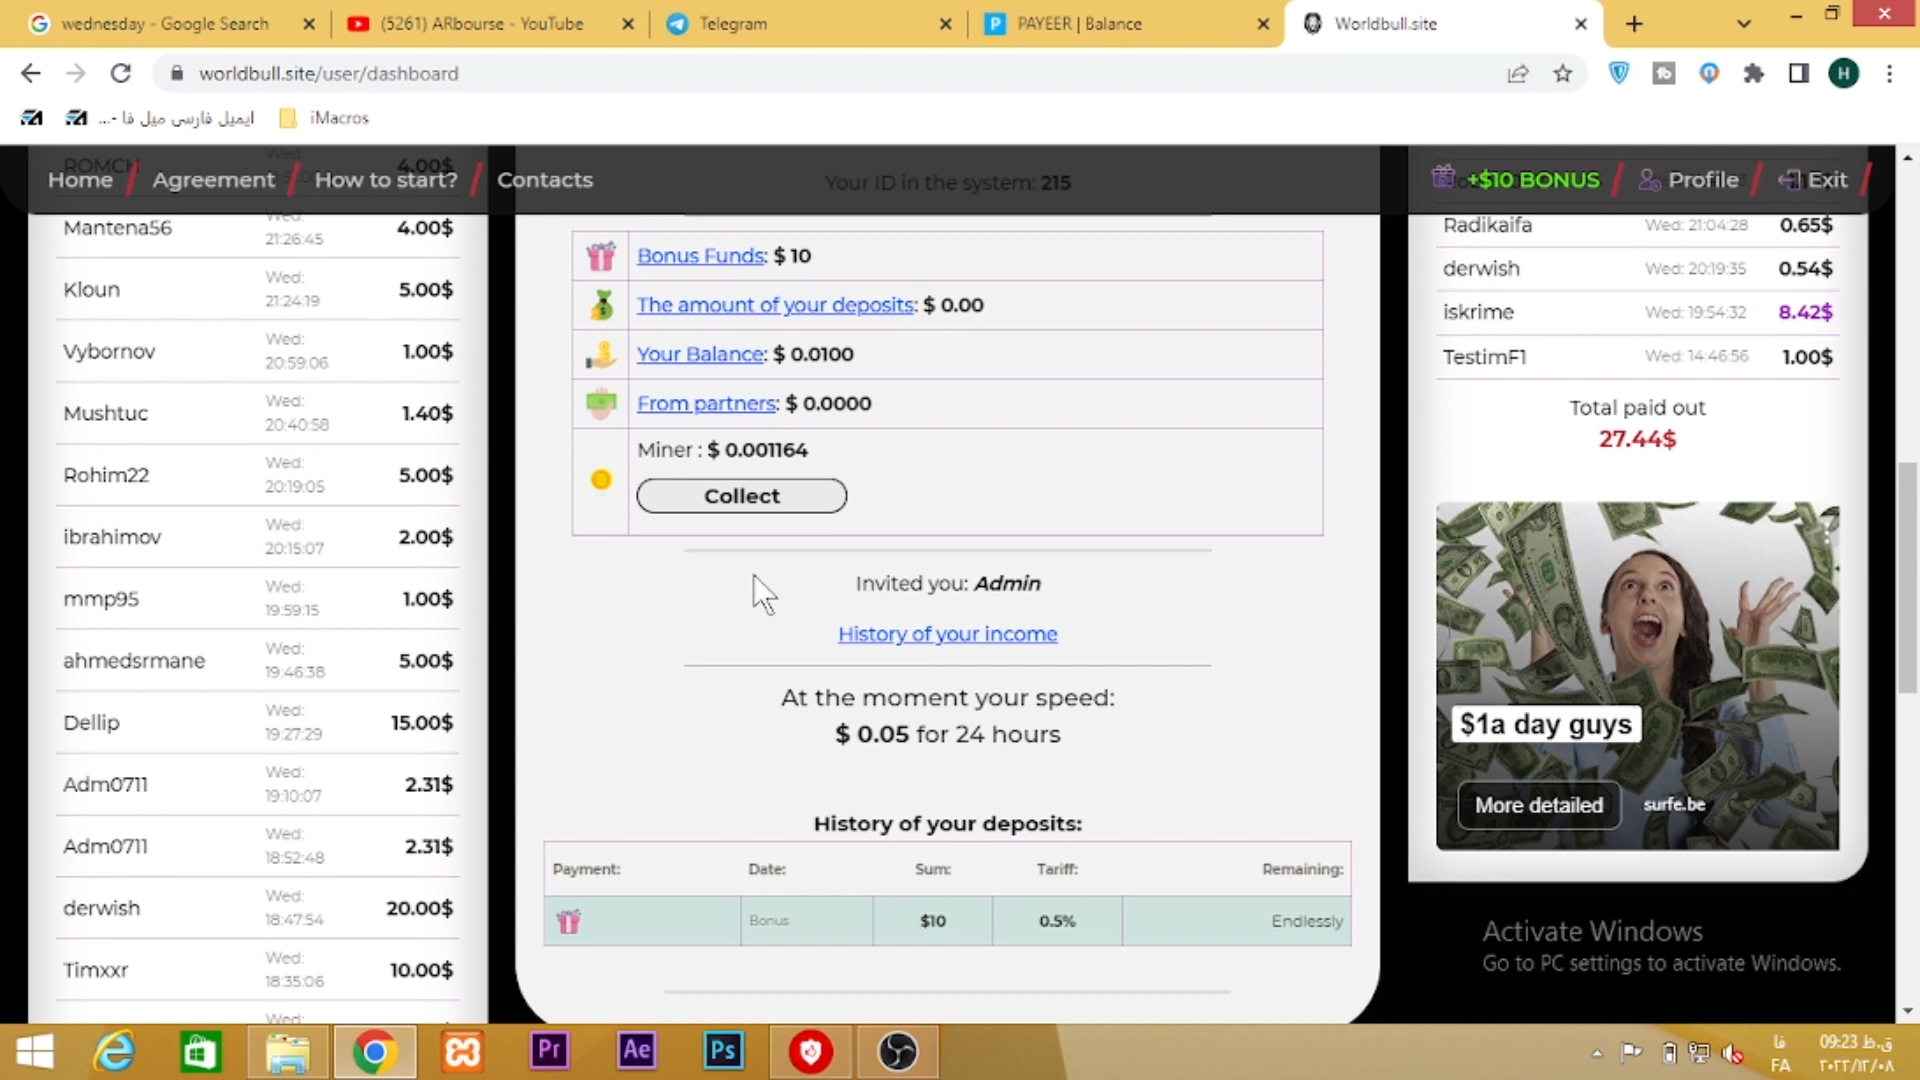 wednesday - Google Search
(5261) ARbourse - YouTube
Telegram
PAYEER | Balance
Worldbull.site
worldbull.site/user/dashboard
H
ایمیل فارسی میل فا -...
iMacros
Home
Agreement
How to start?
Contacts
Your ID in the system: 215
+$10 BONUS
Profile
Exit
4.00$
Mantena56 Wed: 21:26:45 4.00$
Kloun Wed: 21:24:19 5.00$
Vybornov Wed: 20:59:06 1.00$
Mushtuc Wed: 20:40:58 1.40$
Rohim22 Wed: 20:19:05 5.00$
ibrahimov Wed: 20:15:07 2.00$
mmp95 Wed: 19:59:15 1.00$
ahmedsrmane Wed: 19:46:38 5.00$
Dellip Wed: 19:27:29 15.00$
Adm0711 Wed: 19:10:07 2.31$
Adm0711 Wed: 18:52:48 2.31$
derwish Wed: 18:47:54 20.00$
Timxxr Wed: 18:35:06 10.00$
Wed:
Bonus Funds: $ 10
The amount of your deposits: $ 0.00
Your Balance: $ 0.0100
From partners: $ 0.0000
Miner : $ 0.001164
Collect
Invited you: Admin
History of your income
At the moment your speed:
$ 0.05 for 24 hours
History of your deposits:
Payment: Date: Sum: Tariff: Remaining:
Bonus $10 0.5% Endlessly
Radikaifa Wed: 21:04:28 0.65$
derwish Wed: 20:19:35 0.54$
iskrime Wed: 19:54:32 8.42$
TestimF1 Wed: 14:46:56 1.00$
Total paid out
27.44$
$1a day guys
More detailed
surfe.be
Activate Windows
Go to PC settings to activate Windows.
Pr
Ae
Ps
فا
FA
09:23 ق.ظ
۲۰۲۲/۱۲/۰۸